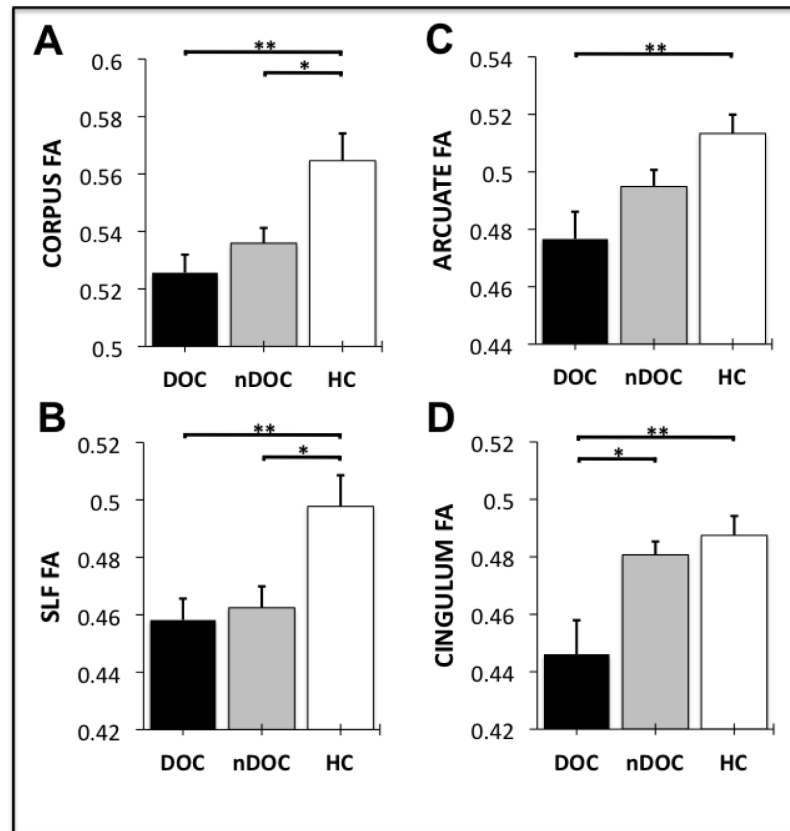 A
CORPUS FA
0.6
0.58
0.56
0.54
0.52
0.5
**
*
DOC nDOC HC
B
SLF FA
0.52
0.5
0.48
0.46
0.44
0.42
**
*
DOC nDOC HC
C
ARCUATE FA
0.54
0.52
0.5
0.48
0.46
0.44
**
DOC nDOC HC
D
CINGULUM FA
0.52
0.5
0.48
0.46
0.44
0.42
**
*
DOC nDOC HC